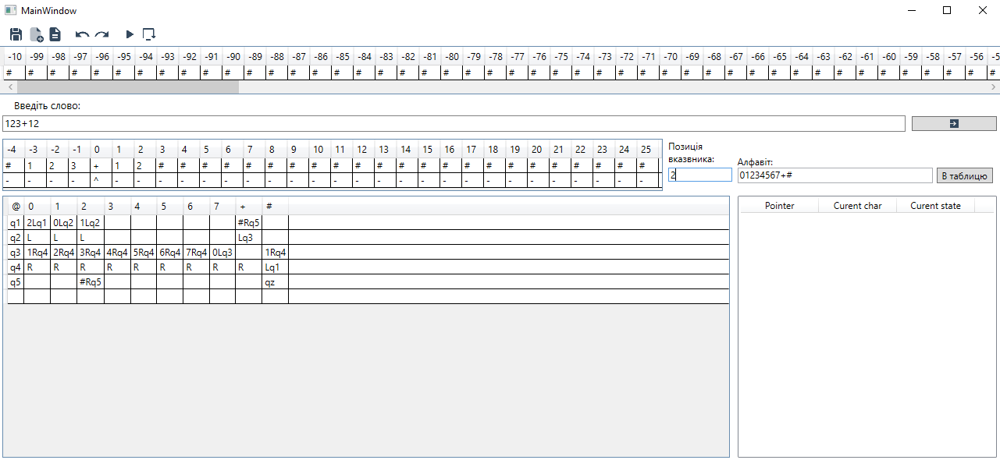 MainWindow
-10 -99 -98 -97 -96 -95 -94 -93 -92 -91 -90 -89 -88 -87 -86 -85 -84 -83 -82 -81 -80 -79 -78 -77 -76 -75 -74 -73 -72 -71 -70 -69 -68 -67 -66 -65 -64 -63 -62 -61 -60 -59 -58 -57 -56 -5
# # # # # # # # # # # # # # # # # # # # # # # # # # # # # # # # # # # # # # # # # # # # # #
Введіть слово:
123+12
-4 -3 -2 -1 0 1 2 3 4 5 6 7 8 9 10 11 12 13 14 15 16 17 18 19 20 21 22 23 24 25
# 1 2 3 + 1 2 # # # # # # # # # # # # # # # # # # # # # # #
- - - - ^ - - - - - - - - - - - - - - - - - - - - - - - - -
Позиція
вказвника:
2
Алфавіт:
01234567+#
В таблицю
@ 0 1 2 3 4 5 6 7 + #
q1 2Lq1 0Lq2 1Lq2 #Rq5
q2 L L L Lq3
q3 1Rq4 2Rq4 3Rq4 4Rq4 5Rq4 6Rq4 7Rq4 0Lq3 1Rq4
q4 R R R R R R R R R Lq1
q5 #Rq5 qz
Pointer Curent char Curent state